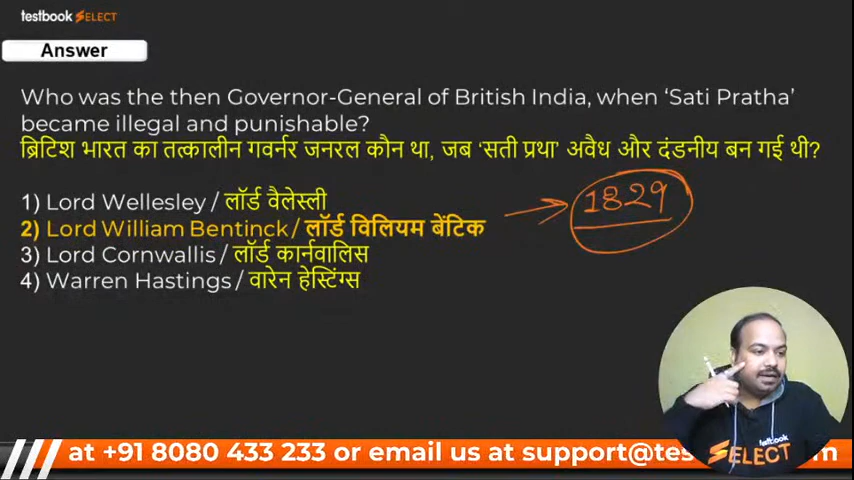 testbook SELECT
Answer
Who was the then Governor-General of British India, when ‘Sati Pratha’
became illegal and punishable?
ब्रिटिश भारत का तत्कालीन गवर्नर जनरल कौन था, जब ‘सती प्रथा’ अवैध और दंडनीय बन गई थी?
1) Lord Wellesley / लॉर्ड वैलेस्ली
2) Lord William Bentinck / लॉर्ड विलियम बेंटिक
1829
3) Lord Cornwallis / लॉर्ड कार्नवालिस
4) Warren Hastings / वारेन हेस्टिंग्स
testbook
SELECT
at +91 8080 433 233 or email us at support@tes
m